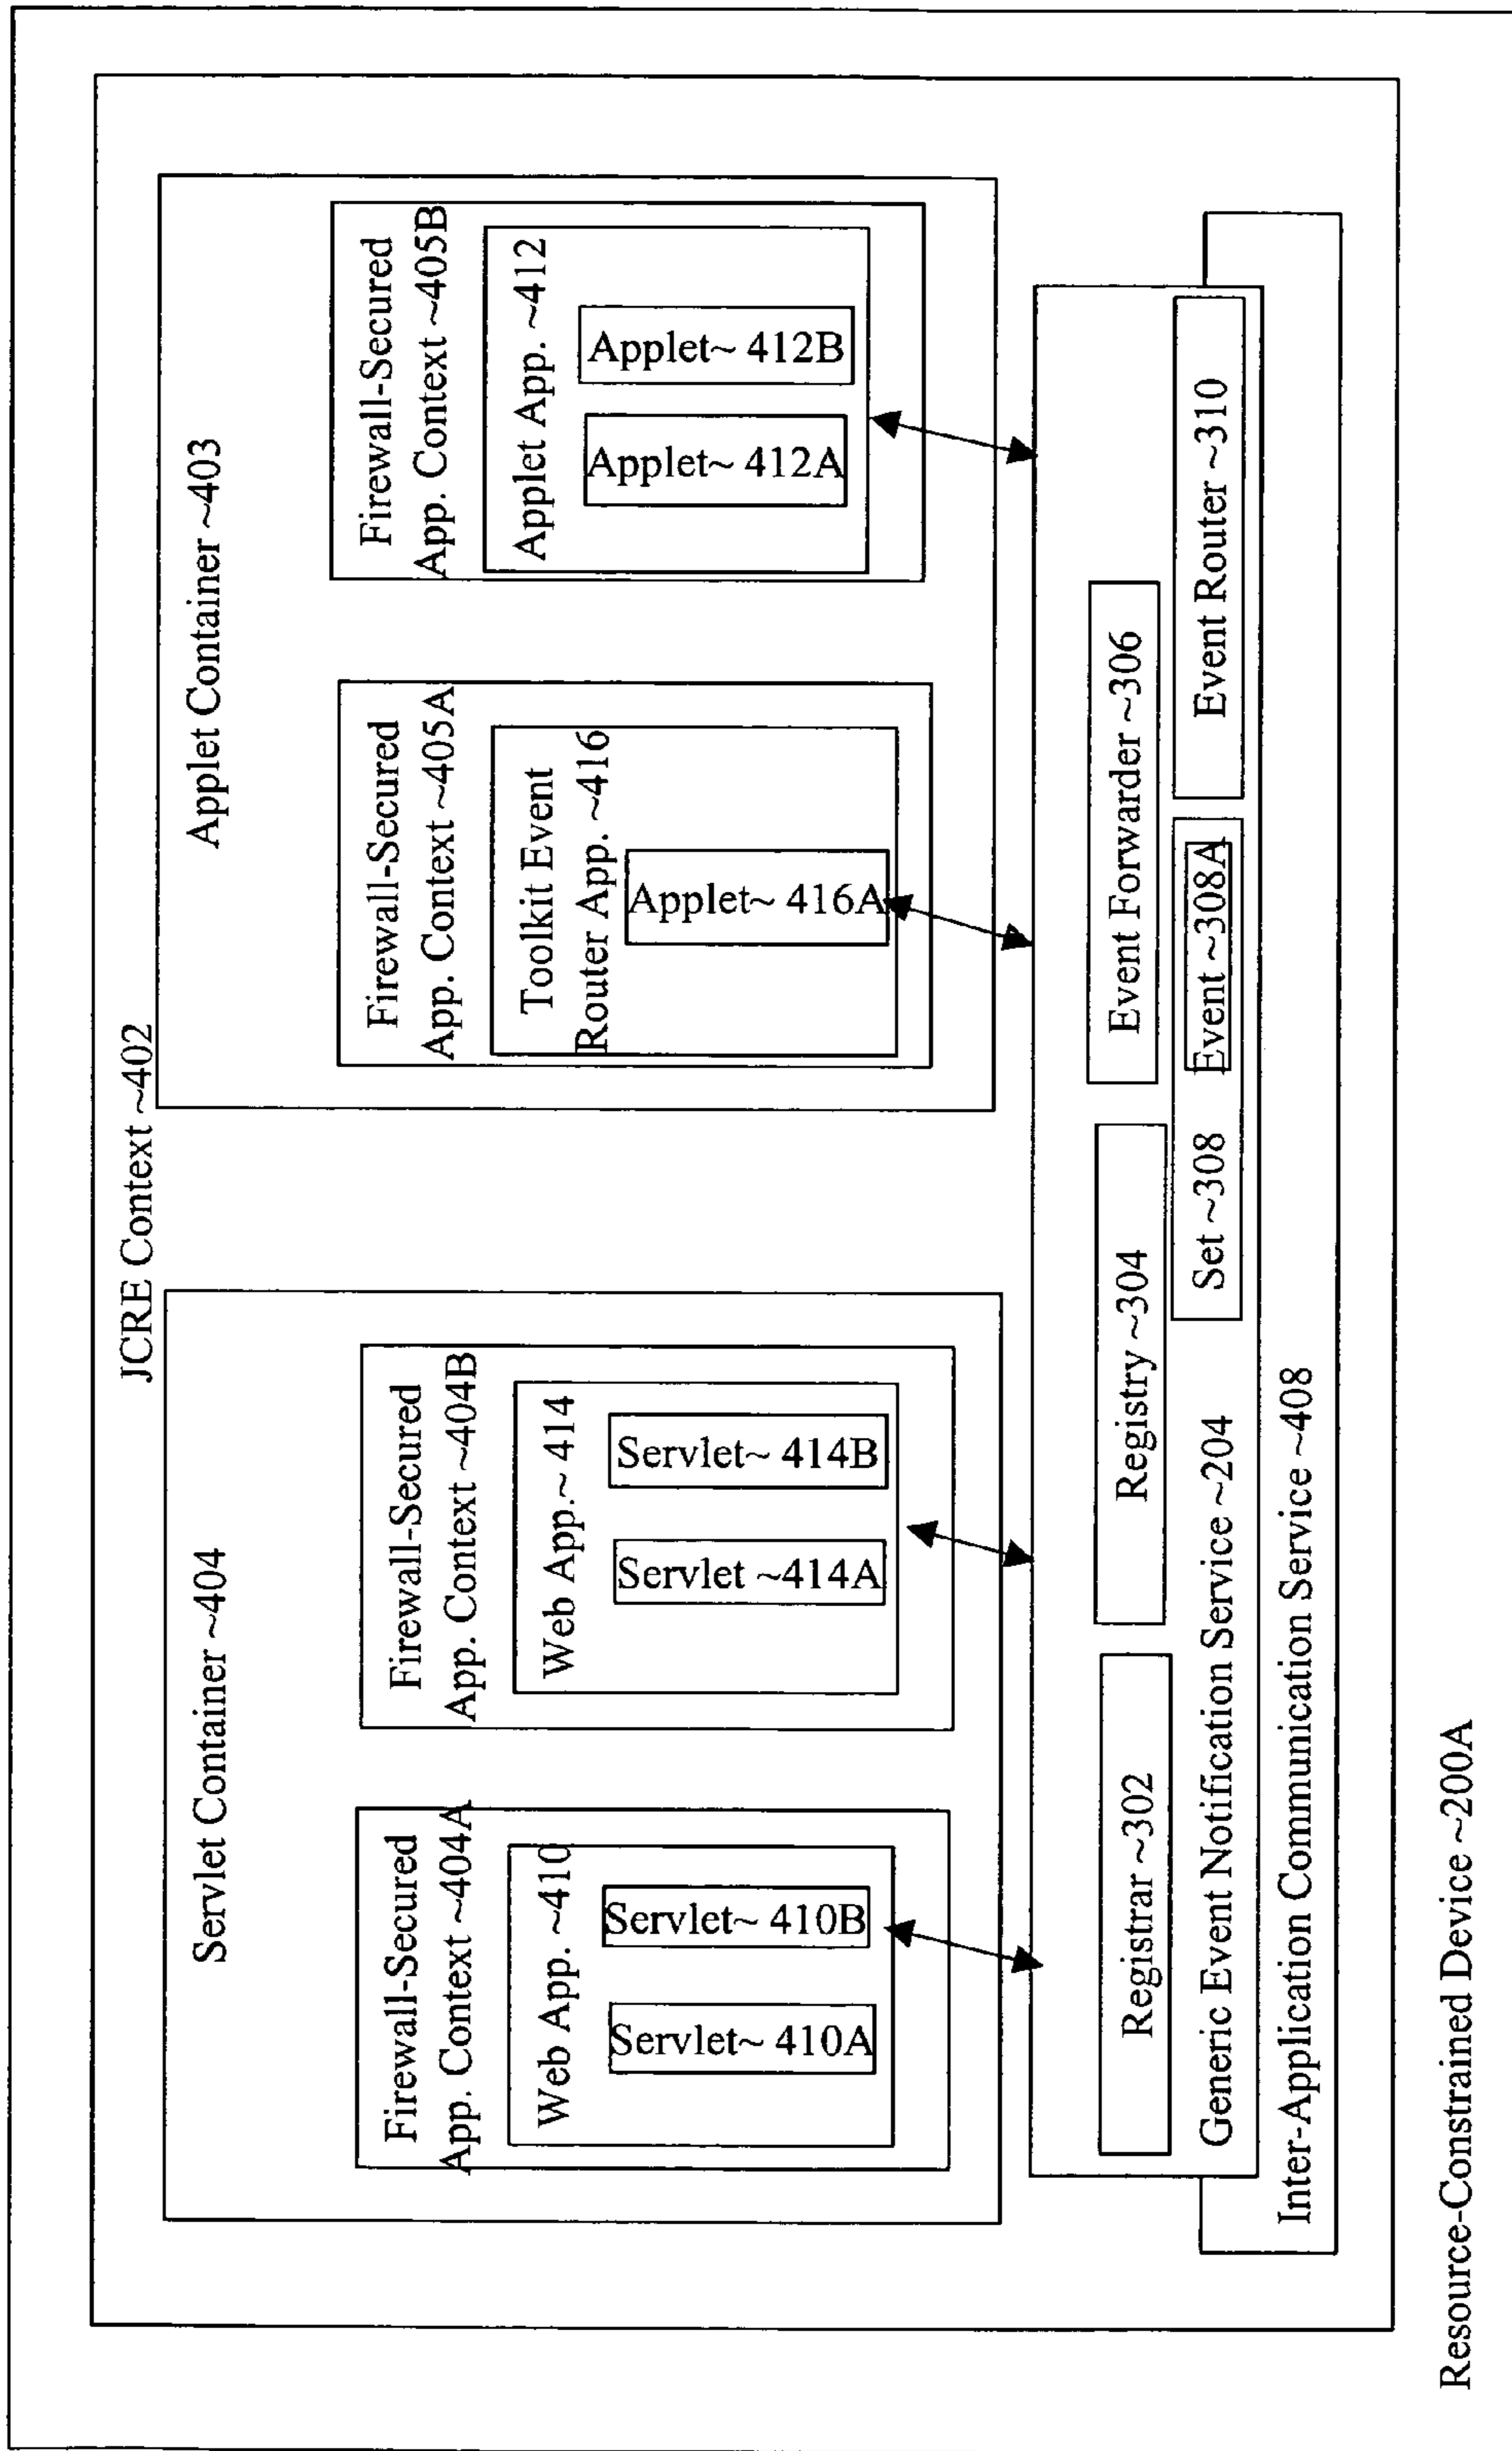 JCRE Context ~402
Servlet Container ~404
Firewall-Secured
App. Context ~404A
Web App. ~410
Servlet~ 410A
Servlet~ 410B
Firewall-Secured
App. Context ~404B
Web App.~ 414
Servlet ~414A
Servlet~ 414B
Applet Container ~403
Firewall-Secured
App. Context ~405A
Toolkit Event
Router App. ~416
Applet~ 416A
Firewall-Secured
App. Context ~405B
Applet App. ~412
Applet~ 412A
Applet~ 412B
Registrar ~302
Registry ~304
Event Forwarder ~306
Generic Event Notification Service ~204
Set ~308
Event ~308A
Event Router ~310
Inter-Application Communication Service ~408
Resource-Constrained Device ~200A